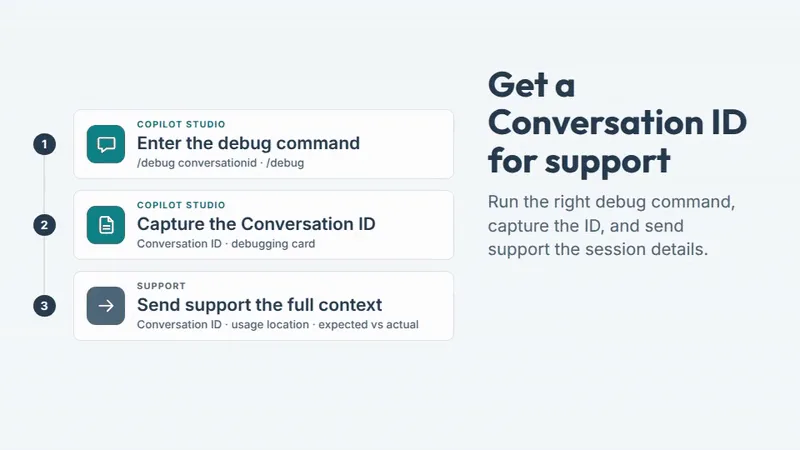 Get a
Conversation ID
for support
Run the right debug command,
capture the ID, and send
support the session details.
1
COPILOT STUDIO
Enter the debug command
/debug conversationid · /debug
2
COPILOT STUDIO
Capture the Conversation ID
Conversation ID · debugging card
3
SUPPORT
Send support the full context
Conversation ID · usage location · expected vs actual